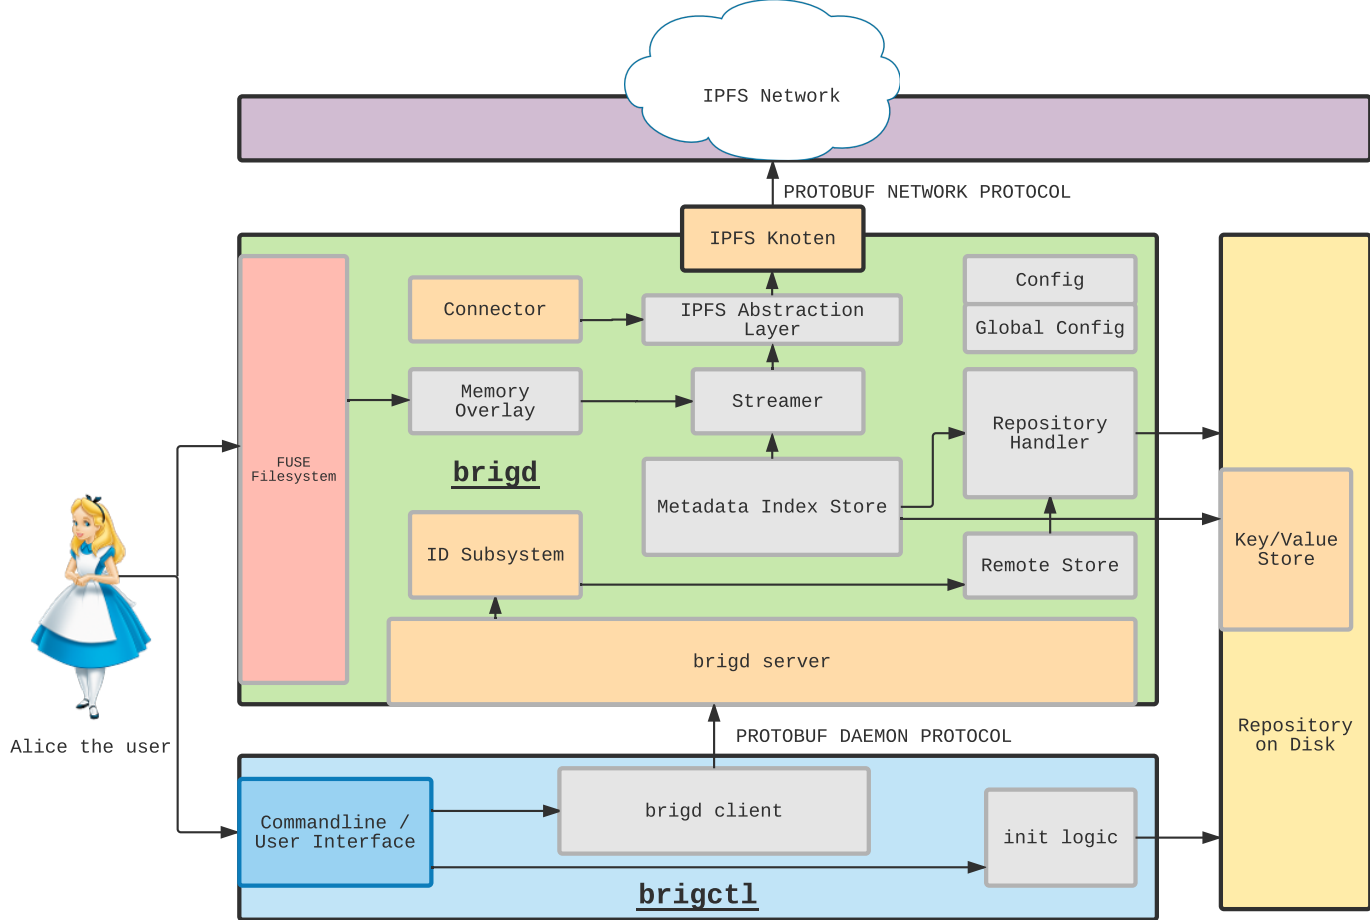 IPFS Network
PROTOBUF NETWORK PROTOCOL
IPFS Knoten
Connector
IPFS Abstraction
Layer
Config
Global Config
Memory
Overlay
Streamer
Repository
Handler
FUSE
Filesystem
brigd
Metadata Index Store
ID Subsystem
Remote Store
Key/Value
Store
brigd server
Alice the user
PROTOBUF DAEMON PROTOCOL
Repository
on Disk
Commandline /
User Interface
brigd client
init logic
brigctl